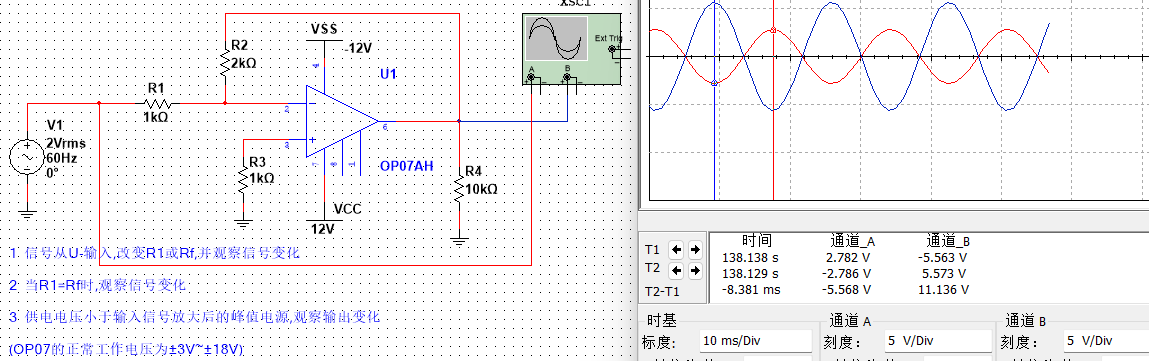 XSC1
Ext Trig
A
B
VSS
-12V
R2
2kΩ
U1
R1
1kΩ
V1
2Vrms
60Hz
0°
R3
1kΩ
OP07AH
R4
10kΩ
VCC
12V
1. 信号从U-输入,改变R1或Rf,并观察信号变化
2. 当R1=Rf时,观察信号变化
3. 供电电压小于输入信号放大后的峰值电源,观察输出变化
(OP07的正常工作电压为±3V~±18V)
时间 通道_A 通道_B
T1 138.138 s 2.782 V -5.563 V
T2 138.129 s -2.786 V 5.573 V
T2-T1 -8.381 ms -5.568 V 11.136 V
时基 通道 A 通道 B
标度: 10 ms/Div 刻度: 5 V/Div 刻度: 5 V/Div